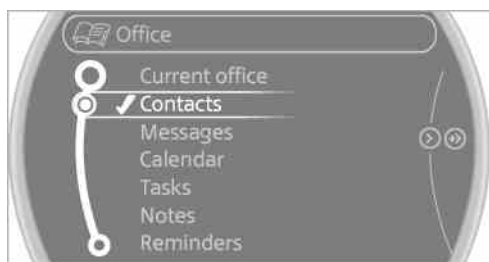 Office
Current office
Contacts
Messages
Calendar
Tasks
Notes
Reminders